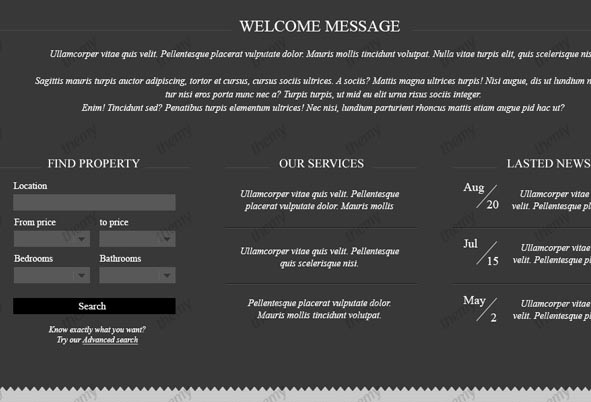 WELCOME MESSAGE
Ullamcorper vitae quis velit. Pellentesque placerat vulputate dolor. Mauris mollis tincidunt volutpat. Nulla vitae turpis elit, quis scelerisque nis
Sagittis mauris turpis auctor adipiscing, tortor et cursus, cursus sociis ultrices. A sociis? Mattis magna ultrices turpis! Nisi augue, dis ut lundium n
tur nisi eros porta nunc nec a? Turpis turpis, ut mid eu elit urna risus sociis integer.
Enim! Tincidunt sed? Penatibus turpis elementum ultrices! Nec nisi, lundium parturient rhoncus mattis etiam augue pid hac ut?
FIND PROPERTY
Location
From price
to price
Bedrooms
Bathrooms
Search
Know exactly what you want?
Try our Advanced search
OUR SERVICES
Ullamcorper vitae quis velit. Pellentesque
placerat vulputate dolor. Mauris mollis
Ullamcorper vitae quis velit. Pellentesque
quis scelerisque nisi.
Pellentesque placerat vulputate dolor.
Mauris mollis tincidunt volutpat.
LASTED NEWS
Aug
20
Ullamcorper vitae
velit. Pellentesque pl
Jul
15
Ullamcorper vitae
velit. Pellentesque pl
May
2
Ullamcorper vitae
velit. Pellentesque pl
themy